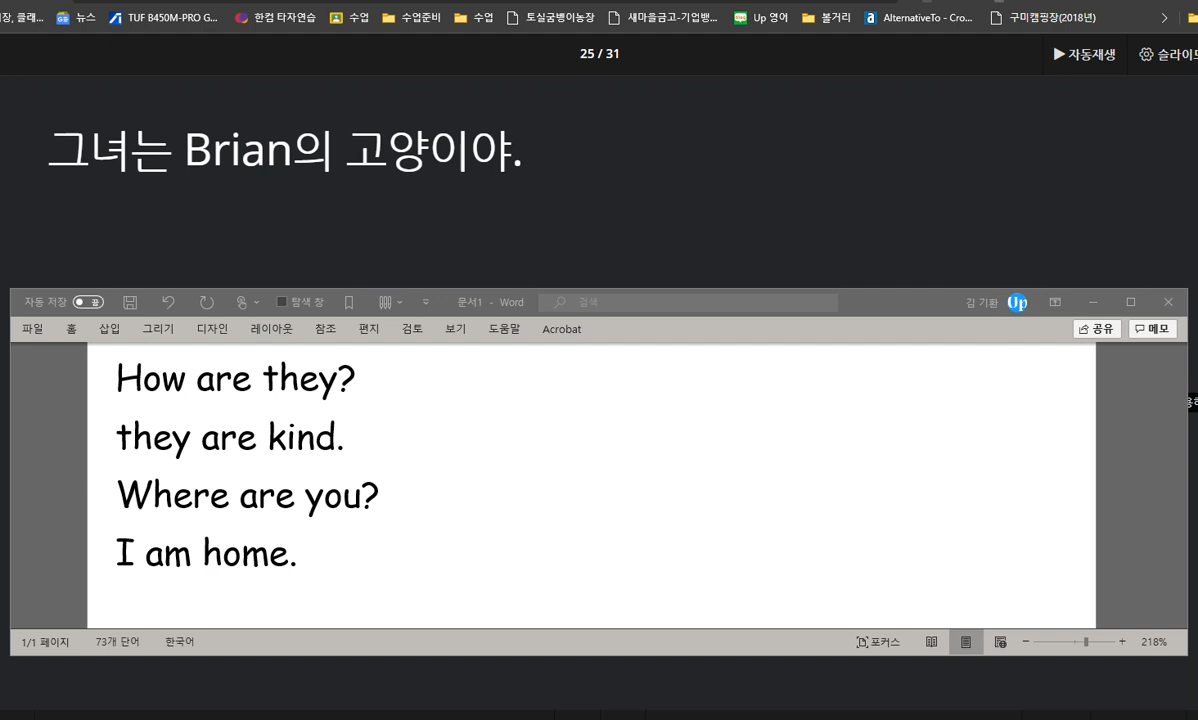 장, 클래... 뉴스 TUF B450M-PRO G... 한컴 타자연습 수업 수업준비 수업 토실굼벵이농장 새마을금고-기업뱅... Up 영어 볼거리 AlternativeTo - Cro... 구미캠핑장(2018년)
25 / 31 자동재생 슬라이드
그녀는 Brian의 고양이야.
자동 저장 끔 탐색 창 문서1 - Word 검색 김 기환 Up
파일 홈 삽입 그리기 디자인 레이아웃 참조 편지 검토 보기 도움말 Acrobat 공유 메모
How are they?
they are kind.
Where are you?
I am home.
1/1 페이지 73개 단어 한국어 포커스 218%